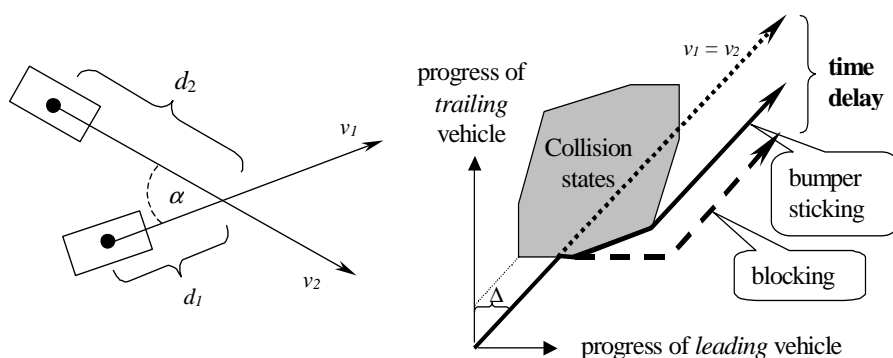 d2
v1
α
v2
d1
progress of
trailing
vehicle
v1 = v2
time
delay
Collision
states
bumper
sticking
blocking
Δ
progress of leading vehicle